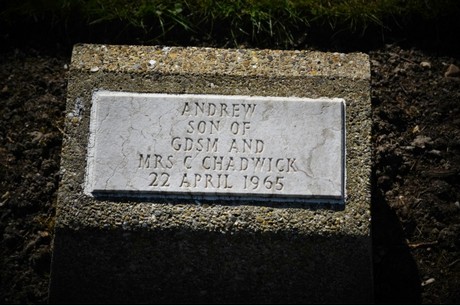 ANDREW
SON OF
GDSM AND
MRS C CHADWICK
22 APRIL 1965